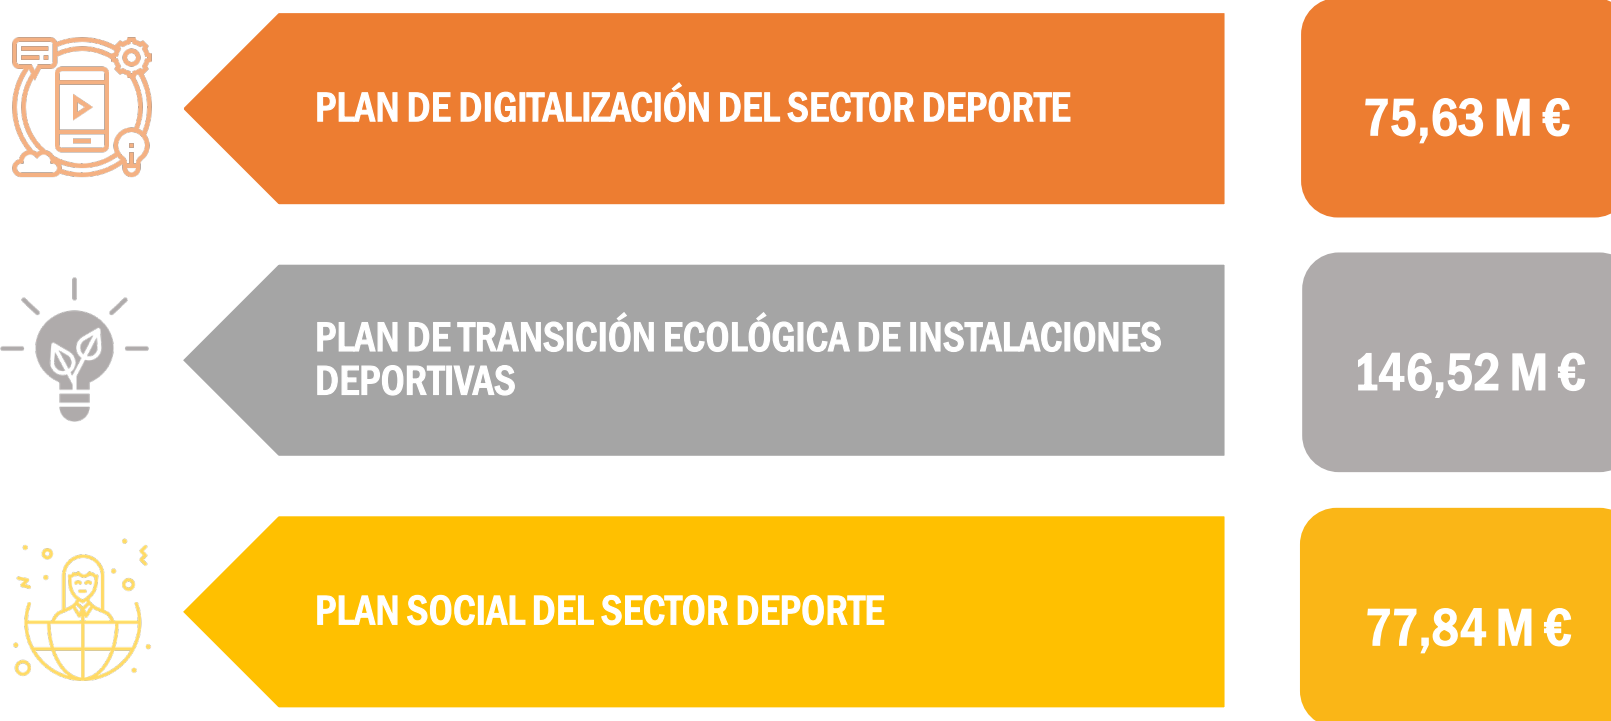 PLAN DE DIGITALIZACIÓN DEL SECTOR DEPORTE
75,63 M €
PLAN DE TRANSICIÓN ECOLÓGICA DE INSTALACIONES
DEPORTIVAS
146,52 M €
PLAN SOCIAL DEL SECTOR DEPORTE
77,84 M €